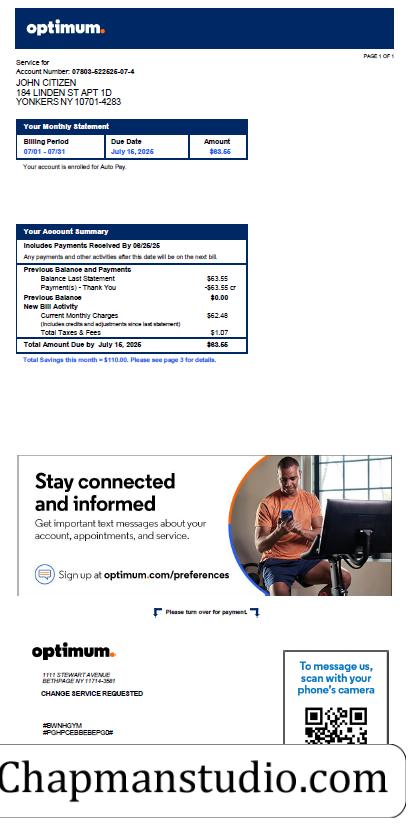 optimum.
PAGE 1 OF 1
Service for
Account Number: 07803-522525-07-4
JOHN CITIZEN
184 LINDEN ST APT 1D
YONKERS NY 10701-4283
Your Monthly Statement
Billing Period Due Date Amount
07/01 - 07/31 July 15, 2025 $63.55
Your account is enrolled for Auto Pay.
Your Account Summary
Includes Payments Received By 06/25/25
Any payments and other activities after this date will be on the next bill.
Previous Balance and Payments
Balance Last Statement $63.55
Payment(s) - Thank You -$63.55 cr
Previous Balance $0.00
New Bill Activity
Current Monthly Charges $62.48
(Includes credits and adjustments since last statement)
Total Taxes & Fees $1.07
Total Amount Due by July 15, 2025 $63.55
Total Savings this month = $110.00. Please see page 3 for details.
Stay connected
and informed
Get important text messages about your
account, appointments, and service.
Sign up at optimum.com/preferences
Please turn over for payment.
optimum.
1111 STEWART AVENUE
BETHPAGE NY 11714-3581
CHANGE SERVICE REQUESTED
To message us,
scan with your
phone's camera
#BWNHGYM
#PGHPCEBBEBEPG0#
Chapmanstudio.com